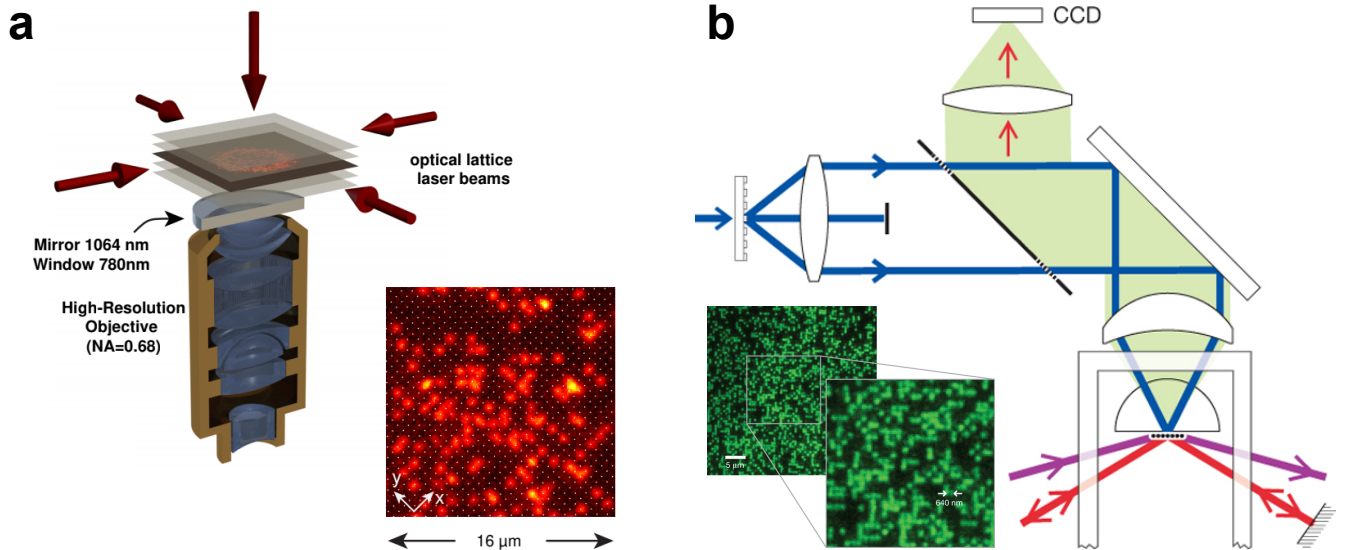 a
optical lattice
laser beams
Mirror 1064 nm
Window 780nm
High-Resolution
Objective
(NA=0.68)
y
x
16 µm
b
CCD
5 µm
640 nm